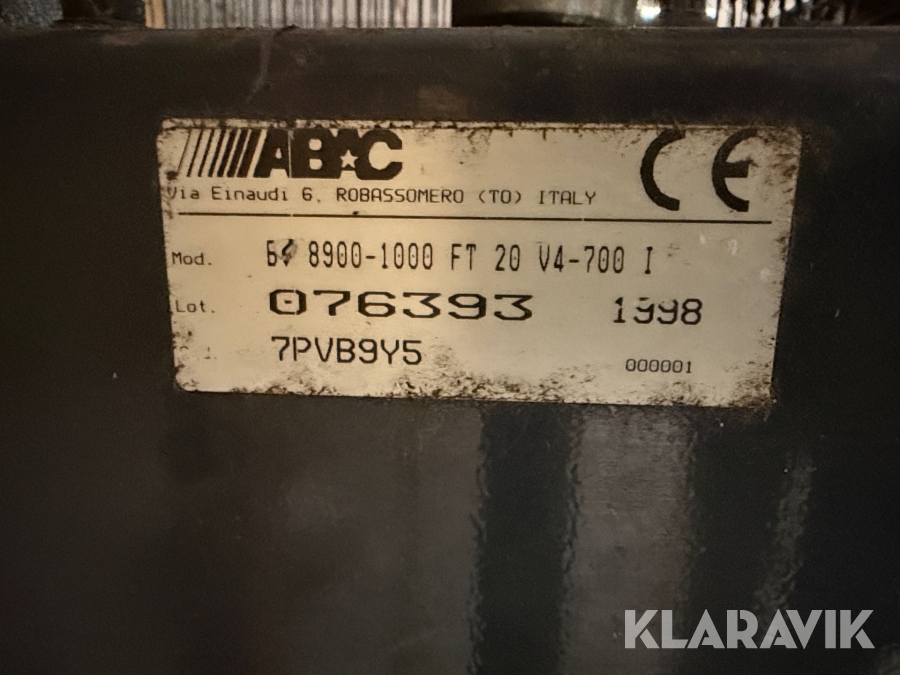 ABAC CE
Via Einaudi 6, ROBASSOMERO (TO) ITALY
Mod. 8900-1000 FT 20 V4-700 I
Lot. 076393 1998
7PVB9Y5 000001
KLARAVIK